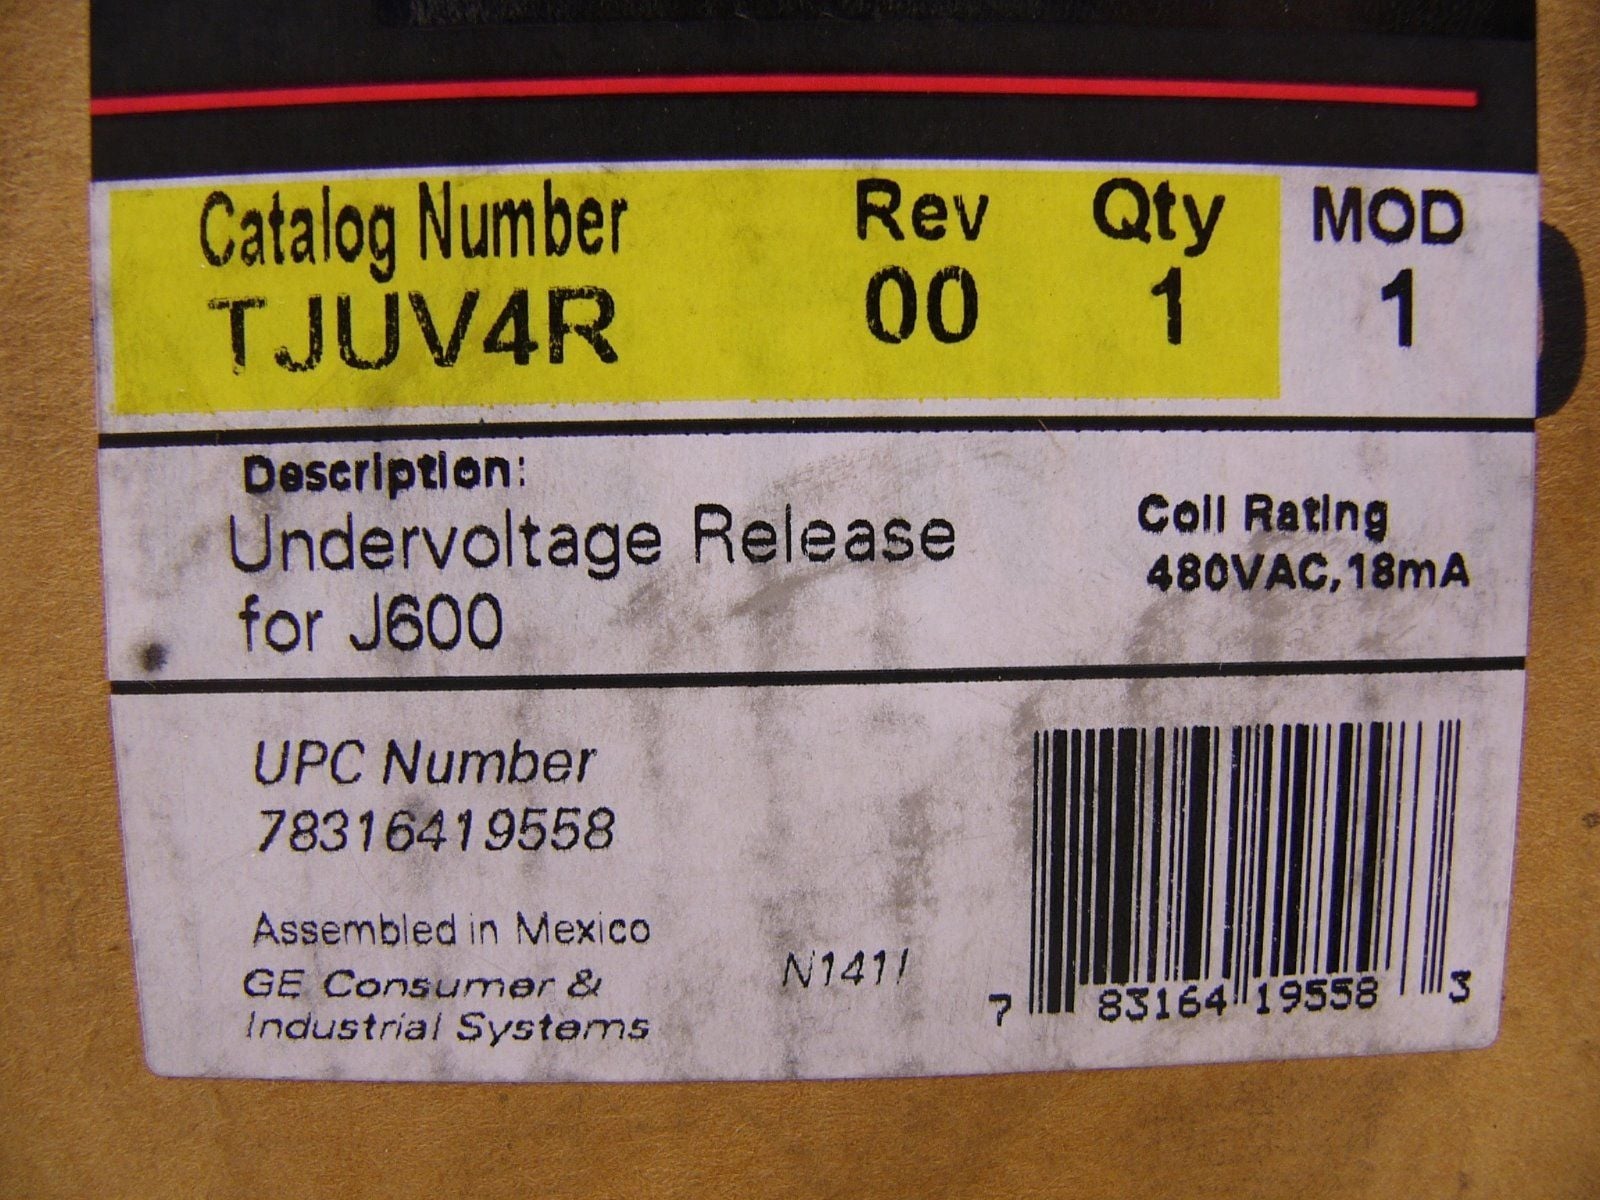 Catalog Number Rev Qty MOD
TJUV4R 00 1 1
Description:
Undervoltage Release
for J600
Coil Rating
480VAC, 18mA
UPC Number
78316419558
Assembled in Mexico
GE Consumer &
Industrial Systems
N141/
7 83164 19558 3